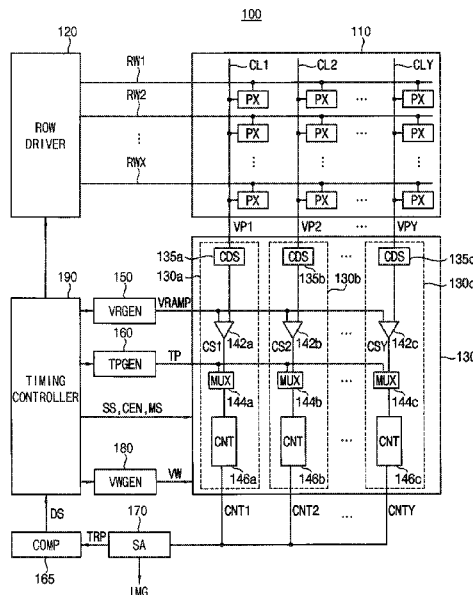 100
120
110
CL1 CL2 CLY
RW1
PX PX ... PX
RW2
ROW DRIVER
PX PX ... PX
RWX
PX PX ... PX
VP1 VP2 ... VPY
190
135a CDS CDS ... CDS 135c
150
130a 135b 130b 130c
VRGEN VRAMP
160
CS1 142a CS2 142b CSY 142c
TPGEN TP
130
TIMING CONTROLLER
MUX MUX ... MUX
144a 144b 144c
SS,CEN,MS
180
CNT CNT ... CNT
VWGEN VW
146a 146b 146c
DS
170
CNT1 CNT2 ... CNTY
COMP TRP SA
165
IMG